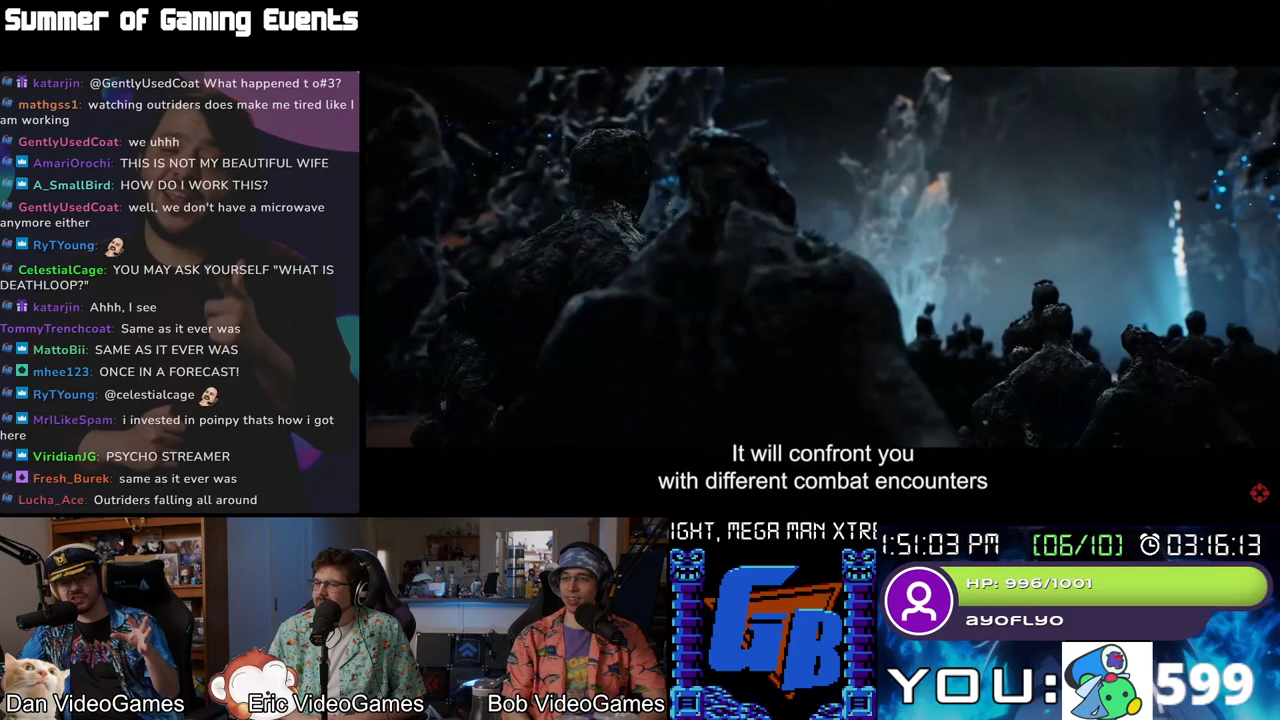 Summer of Gaming Events
katarjin: @GentlyUsedCoat What happened t o#3?
mathgss1: watching outriders does make me tired like I
am working
GentlyUsedCoat: we uhhh
AmariOrochi: THIS IS NOT MY BEAUTIFUL WIFE
A_SmallBird: HOW DO I WORK THIS?
GentlyUsedCoat: well, we don't have a microwave
anymore either
RyTYoung:
CelestialCage: YOU MAY ASK YOURSELF "WHAT IS
DEATHLOOP?"
katarjin: Ahhh, I see
TommyTrenchcoat: Same as it ever was
MattoBii: SAME AS IT EVER WAS
mhee123: ONCE IN A FORECAST!
RyTYoung: @celestialcage
MrILikeSpam: i invested in poinpy thats how i got
here
ViridianJG: PSYCHO STREAMER
Fresh_Burek: same as it ever was
Lucha_Ace: Outriders falling all around
It will confront you
with different combat encounters
Dan VideoGames
Eric VideoGames
Bob VideoGames
IGHT, MEGA MAN XTRE
GB
1:51:03 PM [06/10] 03:16:13
HP: 996/1001
ayoflyo
YOU: 599